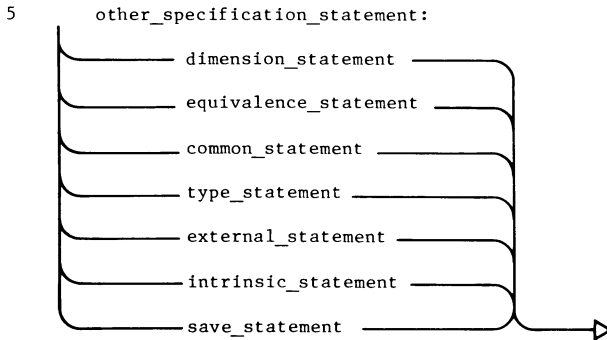 5 other_specification_statement:
dimension_statement
equivalence_statement
common_statement
type_statement
external_statement
intrinsic_statement
save_statement